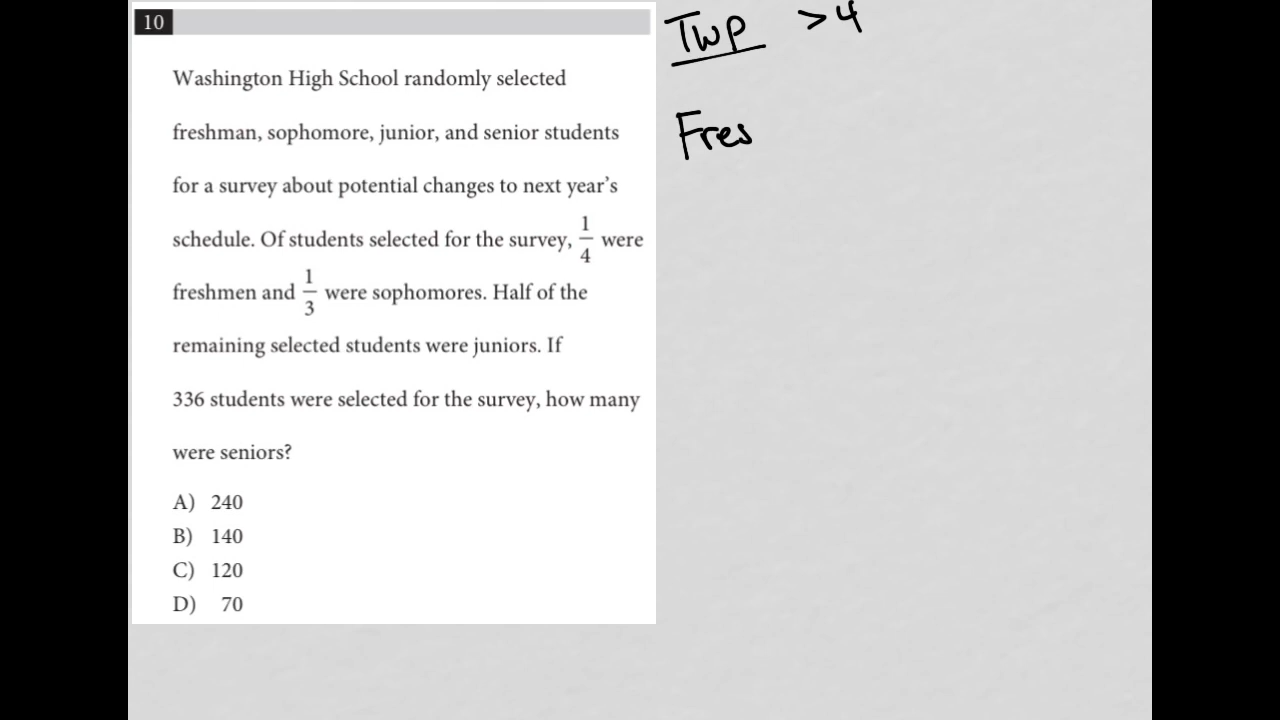 10
Washington High School randomly selected
freshman, sophomore, junior, and senior students
for a survey about potential changes to next year's
schedule. Of students selected for the survey, 1/4 were
freshmen and 1/3 were sophomores. Half of the
remaining selected students were juniors. If
336 students were selected for the survey, how many
were seniors?
A) 240
B) 140
C) 120
D) 70
Twp >4
Fres